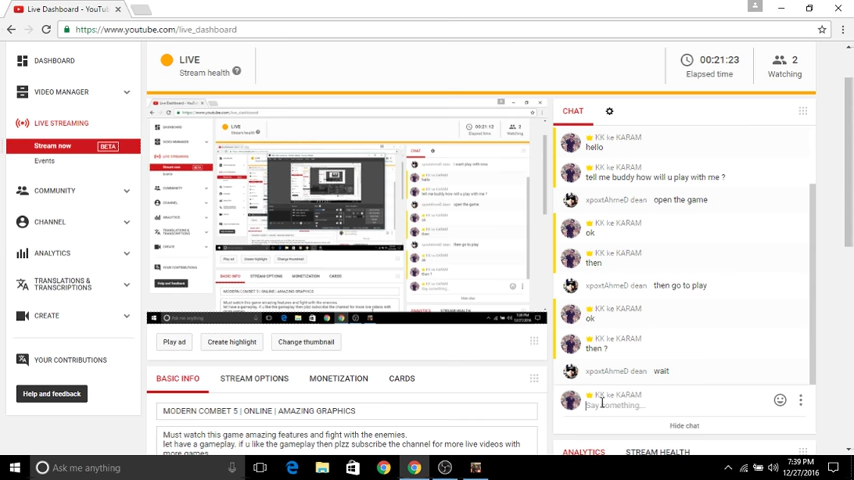 Live Dashboard - YouTu
https://www.youtube.com/live_dashboard
DASHBOARD
VIDEO MANAGER
LIVE STREAMING
Stream now BETA
Events
COMMUNITY
CHANNEL
ANALYTICS
TRANSLATIONS &
TRANSCRIPTIONS
CREATE
YOUR CONTRIBUTIONS
Help and feedback
LIVE
Stream health ?
00:21:23
Elapsed time
2
Watching
Play ad
Create highlight
Change thumbnail
BASIC INFO
STREAM OPTIONS
MONETIZATION
CARDS
MODERN COMBET 5 | ONLINE | AMAZING GRAPHICS
Must watch this game amazing features and fight with the enemies.
let have a gameplay. if u like the gameplay then plzz subscribe the channel for more live videos with
more games.
CHAT
KK ke KARAM
hello
KK ke KARAM
tell me buddy how will u play with me ?
xpoxtAhmeD dean open the game
KK ke KARAM
ok
KK ke KARAM
then
xpoxtAhmeD dean then go to play
KK ke KARAM
ok
KK ke KARAM
then ?
xpoxtAhmeD dean wait
KK ke KARAM
Say something...
Hide chat
ANALYTICS
STREAM HEALTH
Ask me anything
7:39 PM
12/27/2016